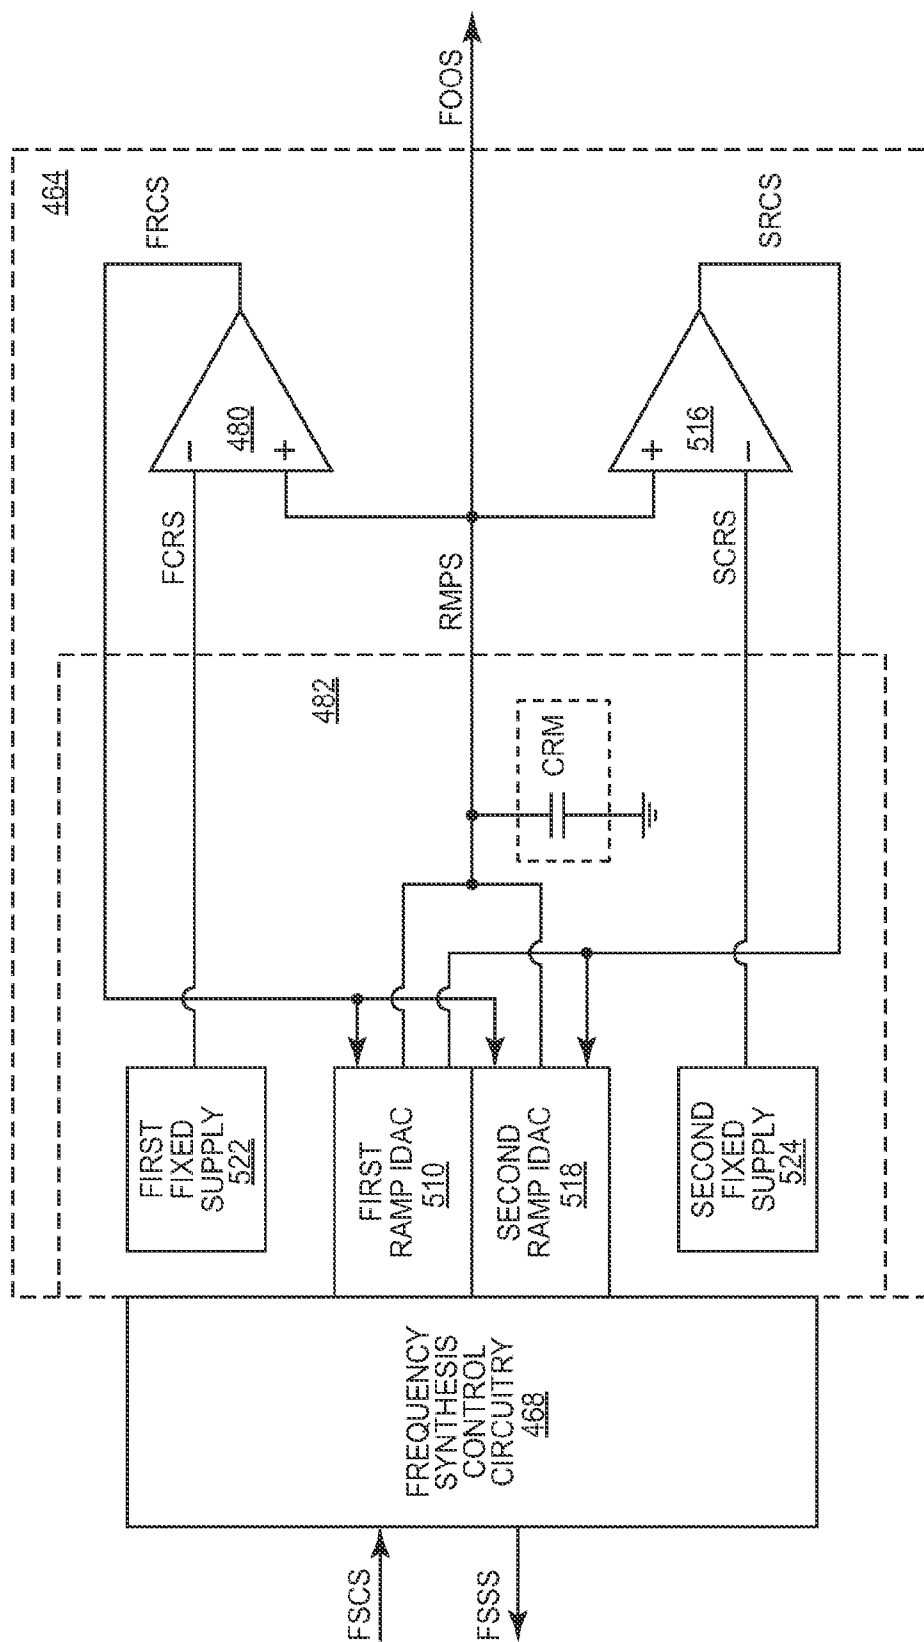 464
FRCS
FOOS
SRCS
480
-
+
516
+
-
FCRS
RMPS
SCRS
482
CRM
FIRST
FIXED
SUPPLY
522
FIRST
RAMP IDAC
510
SECOND
RAMP IDAC
518
SECOND
FIXED
SUPPLY
524
FREQUENCY
SYNTHESIS
CONTROL
CIRCUITRY
468
FSCS
FSSS